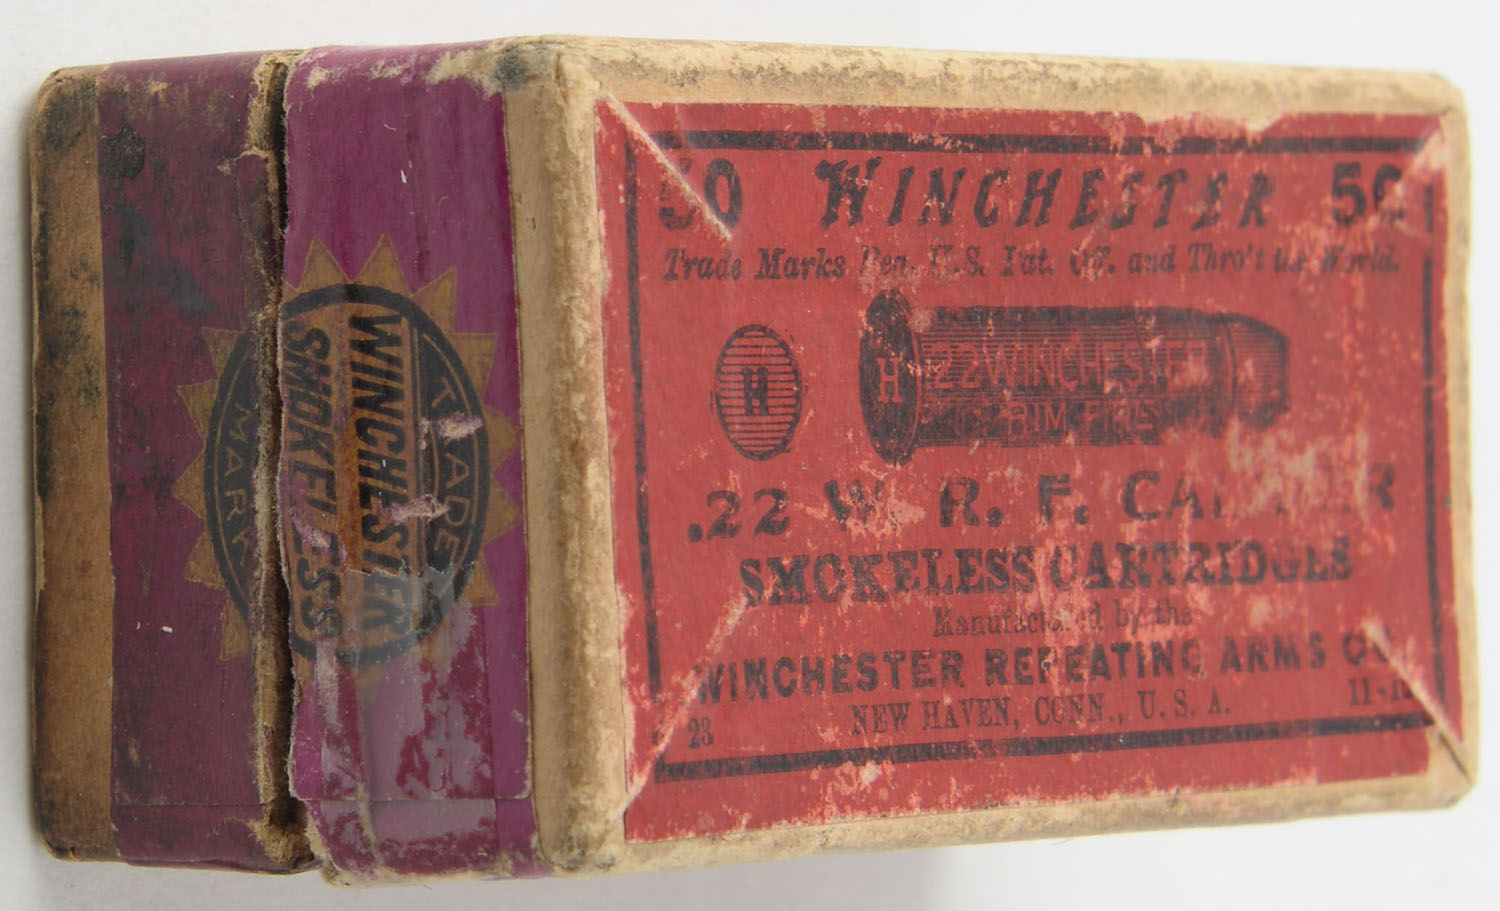 50 WINCHESTER 50
Trade Marks Reg. U.S. Pat. Off. and Thro't the World.
H
H
22 WINCHESTER
RIM FIRE
.22 W. R. F. CALIBER
SMOKELESS CARTRIDGES
Manufactured by the
WINCHESTER REPEATING ARMS CO.
NEW HAVEN, CONN., U. S. A.
23
TRADE
WINCHESTER
SMOKELESS
MARK